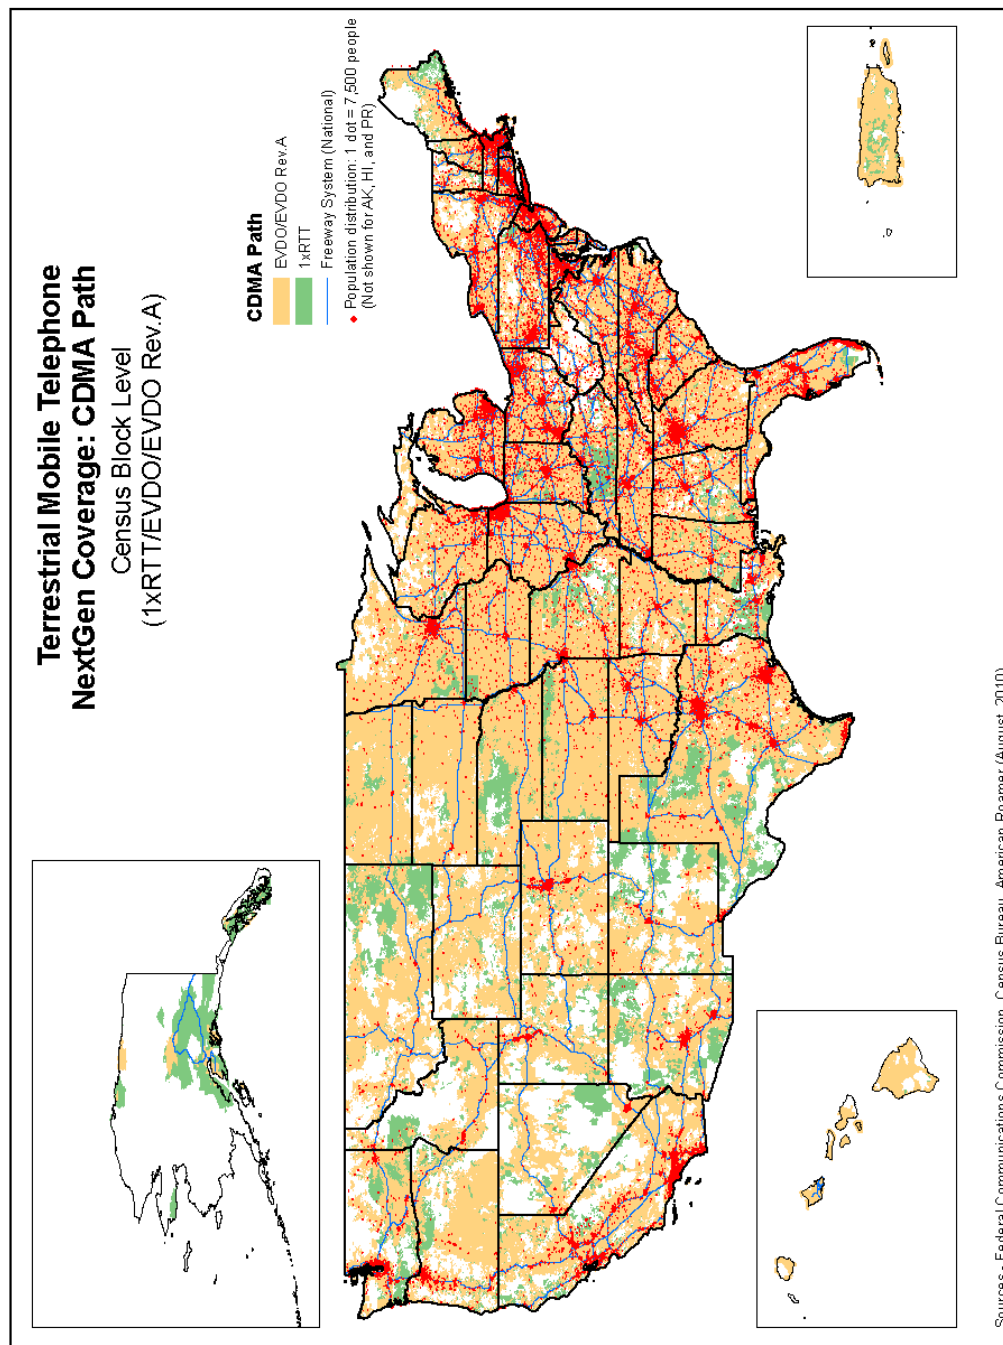 Terrestrial Mobile Telephone
NextGen Coverage: CDMA Path
Census Block Level
(1xRTT/EVDO/EVDO Rev.A)
CDMA Path
EVDO/EVDO Rev.A
1xRTT
Freeway System (National)
Population distribution: 1 dot = 7,500 people
(Not shown for AK, HI, and PR)
Sources - Federal Communications Commission, Census Bureau, American Roamer (August, 2010)